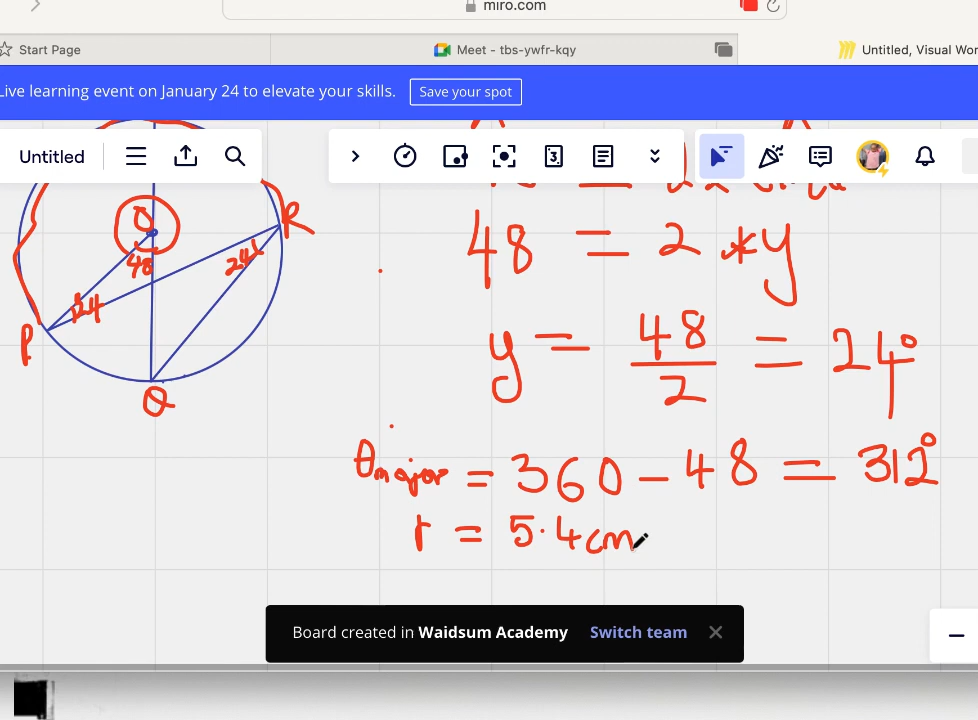 miro.com
Start Page
Meet - tbs-ywfr-kqy
Untitled, Visual Wor
Live learning event on January 24 to elevate your skills. Save your spot
Untitled
3
48 = 2 * y
y = 48/2 = 24°
θmajor = 360 - 48 = 312°
r = 5.4cm
O
R
48
24
24
P
Q
Board created in Waidsum Academy Switch team